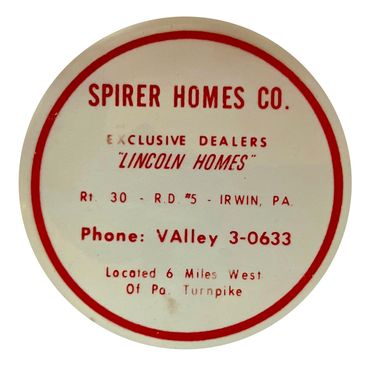 SPIRER HOMES CO.
EXCLUSIVE DEALERS
"LINCOLN HOMES"
Rt. 30 - R.D. #5 - IRWIN, PA.
Phone: VAlley 3-0633
Located 6 Miles West
Of Pa. Turnpike